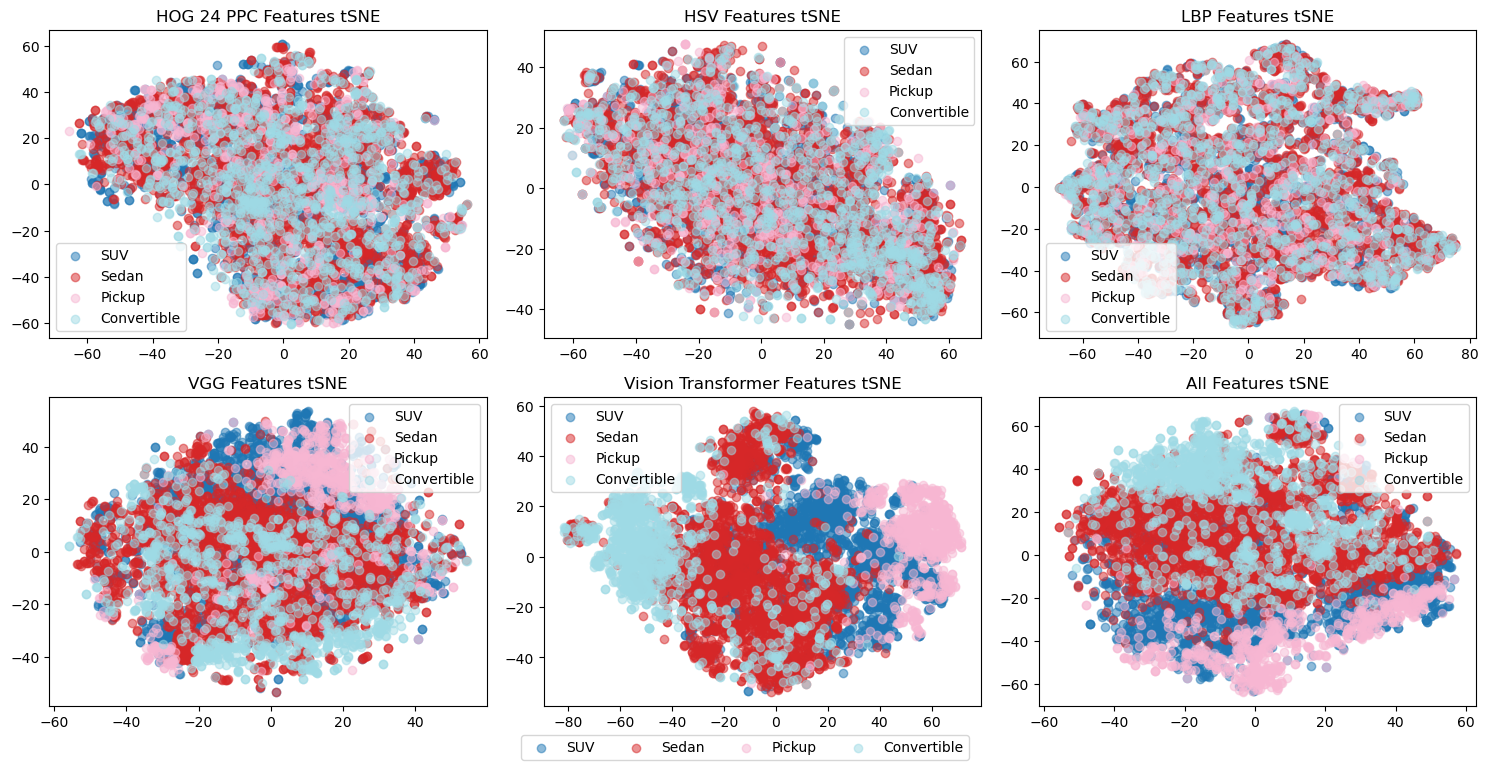 HOG 24 PPC Features tSNE
60
40
20
0
−20
−40
−60
−60 −40 −20 0 20 40 60
SUV
Sedan
Pickup
Convertible
HSV Features tSNE
40
20
0
−20
−40
−60 −40 −20 0 20 40 60
SUV
Sedan
Pickup
Convertible
LBP Features tSNE
60
40
20
0
−20
−40
−60
−60 −40 −20 0 20 40 60 80
SUV
Sedan
Pickup
Convertible
VGG Features tSNE
40
20
0
−20
−40
−60 −40 −20 0 20 40
SUV
Sedan
Pickup
Convertible
Vision Transformer Features tSNE
60
40
20
0
−20
−40
−80 −60 −40 −20 0 20 40 60
SUV
Sedan
Pickup
Convertible
All Features tSNE
60
40
20
0
−20
−40
−60
−60 −40 −20 0 20 40 60
SUV
Sedan
Pickup
Convertible
SUV Sedan Pickup Convertible